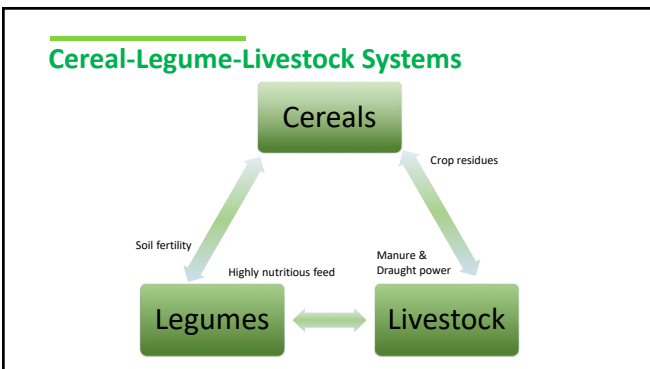 Cereal-Legume-Livestock Systems
Cereals
Crop residues
Soil fertility
Manure &
Draught power
Highly nutritious feed
Legumes
Livestock